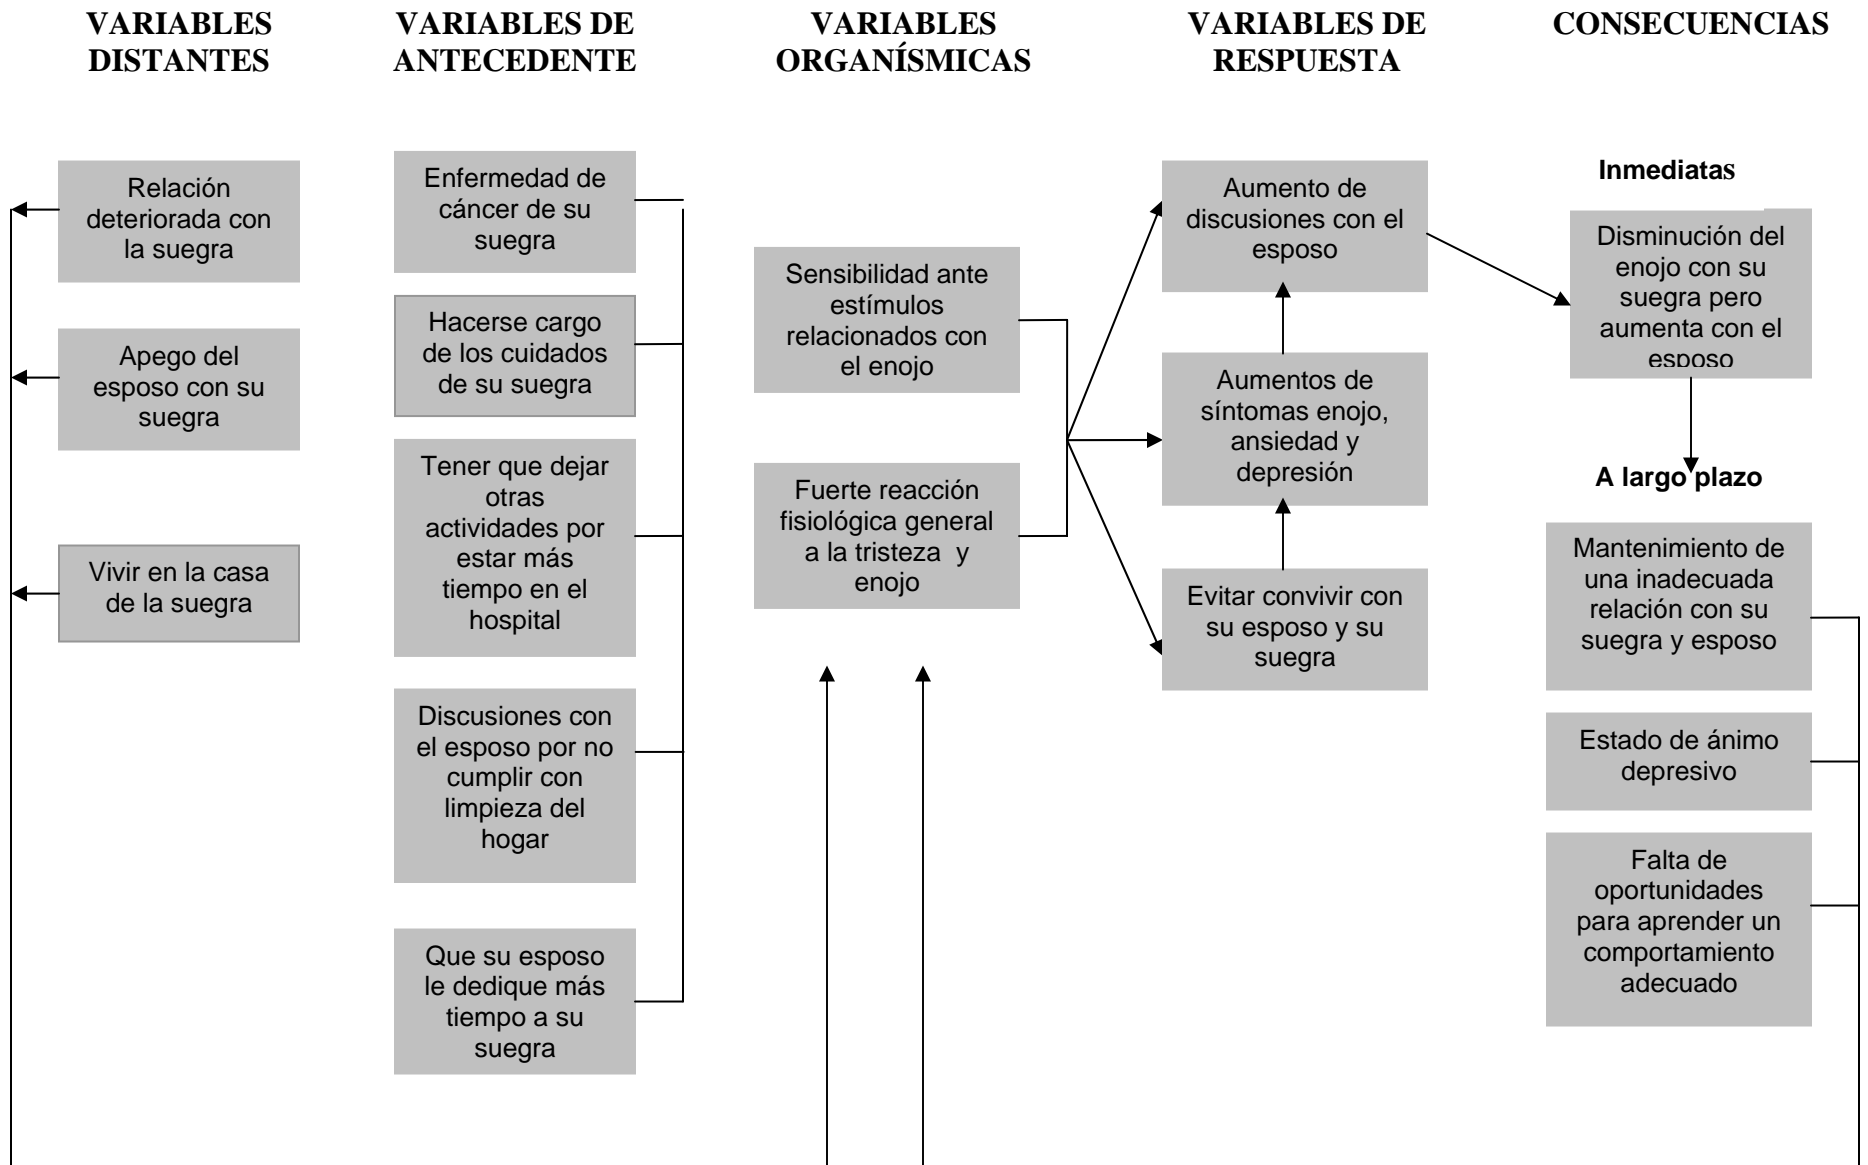 VARIABLES
DISTANTES
VARIABLES DE
ANTECEDENTE
VARIABLES
ORGANÍSMICAS
VARIABLES DE
RESPUESTA
CONSECUENCIAS
Relación
deteriorada con
la suegra
Apego del
esposo con su
suegra
Vivir en la casa
de la suegra
Enfermedad de
cáncer de su
suegra
Hacerse cargo
de los cuidados
de su suegra
Tener que dejar
otras
actividades por
estar más
tiempo en el
hospital
Discusiones con
el esposo por no
cumplir con
limpieza del
hogar
Que su esposo
le dedique más
tiempo a su
suegra
Sensibilidad ante
estímulos
relacionados con
el enojo
Fuerte reacción
fisiológica general
a la tristeza y
enojo
Aumento de
discusiones con el
esposo
Aumentos de
síntomas enojo,
ansiedad y
depresión
Evitar convivir con
su esposo y su
suegra
Inmediatas
Disminución del
enojo con su
suegra pero
aumenta con el
esposo
A largo plazo
Mantenimiento de
una inadecuada
relación con su
suegra y esposo
Estado de ánimo
depresivo
Falta de
oportunidades
para aprender un
comportamiento
adecuado